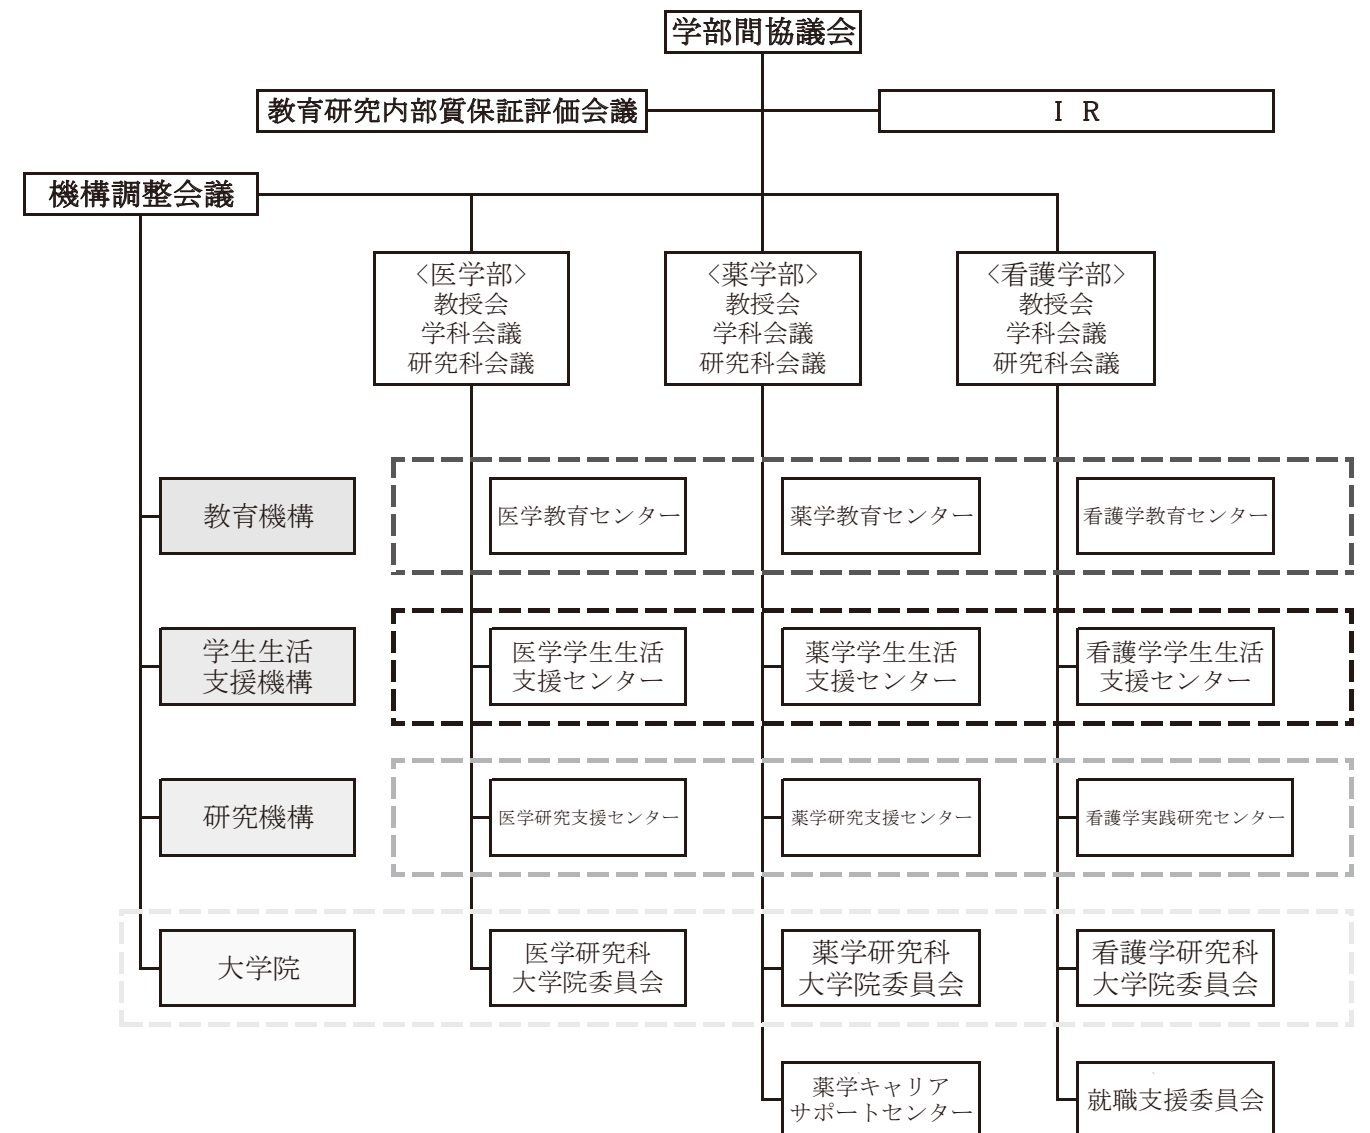 学部間協議会
教育研究内部質保証評価会議
ＩＲ
機構調整会議
〈医学部〉
教授会
学科会議
研究科会議
〈薬学部〉
教授会
学科会議
研究科会議
〈看護学部〉
教授会
学科会議
研究科会議
教育機構
医学教育センター
薬学教育センター
看護学教育センター
学生生活
支援機構
医学学生生活
支援センター
薬学学生生活
支援センター
看護学学生生活
支援センター
研究機構
医学研究支援センター
薬学研究支援センター
看護学実践研究センター
大学院
医学研究科
大学院委員会
薬学研究科
大学院委員会
看護学研究科
大学院委員会
薬学キャリア
サポートセンター
就職支援委員会